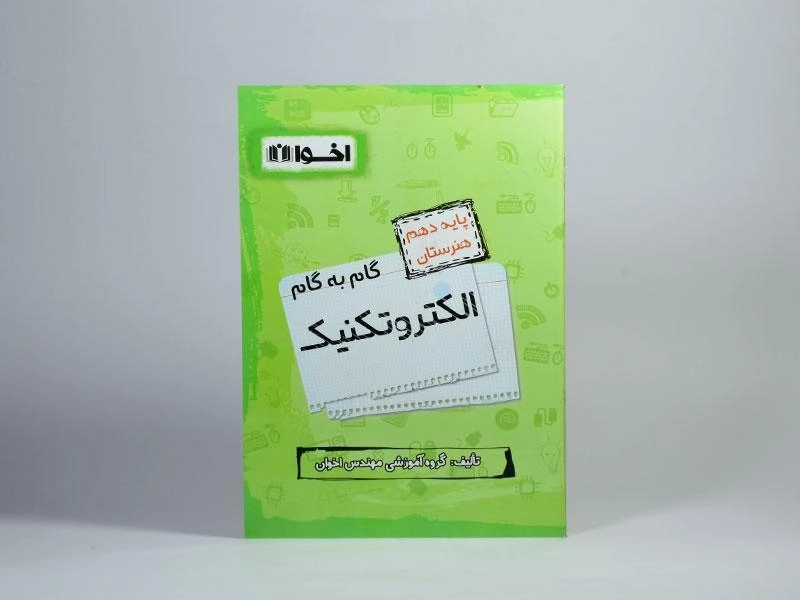 اخوان
پایه دهم
هنرستان
گام به گام
الکتروتکنیک
تألیف: گروه آموزشی مهندس اخوان